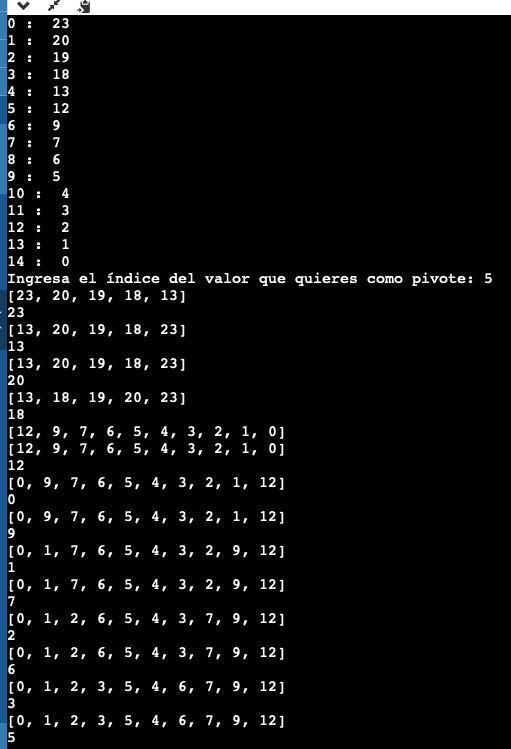 0 :  23
1 :  20
2 :  19
3 :  18
4 :  13
5 :  12
6 :  9
7 :  7
8 :  6
9 :  5
10 :  4
11 :  3
12 :  2
13 :  1
14 :  0
Ingresa el índice del valor que quieres como pivote: 5
[23, 20, 19, 18, 13]
23
[13, 20, 19, 18, 23]
13
[13, 20, 19, 18, 23]
20
[13, 18, 19, 20, 23]
18
[12, 9, 7, 6, 5, 4, 3, 2, 1, 0]
[12, 9, 7, 6, 5, 4, 3, 2, 1, 0]
12
[0, 9, 7, 6, 5, 4, 3, 2, 1, 12]
0
[0, 9, 7, 6, 5, 4, 3, 2, 1, 12]
9
[0, 1, 7, 6, 5, 4, 3, 2, 9, 12]
1
[0, 1, 7, 6, 5, 4, 3, 2, 9, 12]
7
[0, 1, 2, 6, 5, 4, 3, 7, 9, 12]
2
[0, 1, 2, 6, 5, 4, 3, 7, 9, 12]
6
[0, 1, 2, 3, 5, 4, 6, 7, 9, 12]
3
[0, 1, 2, 3, 5, 4, 6, 7, 9, 12]
5